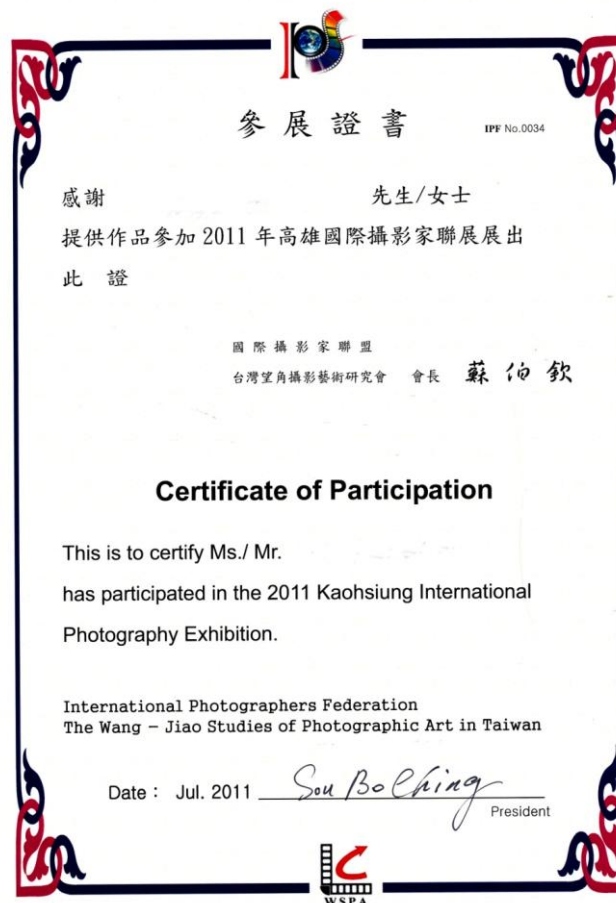 IPS
參展證書
IPF No.0034
感謝 先生/女士
提供作品參加 2011 年高雄國際攝影家聯展展出
此 證
國際攝影家聯盟
台灣望角攝影藝術研究會 會長 蘇伯欽
Certificate of Participation
This is to certify Ms./ Mr.
has participated in the 2011 Kaohsiung International
Photography Exhibition.
International Photographers Federation
The Wang – Jiao Studies of Photographic Art in Taiwan
Date : Jul. 2011 Sou Bo Ching
President
WSPA